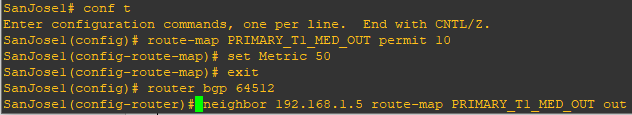 SanJose1# conf t
Enter configuration commands, one per line.  End with CNTL/Z.
SanJose1(config)# route-map PRIMARY_T1_MED_OUT permit 10
SanJose1(config-route-map)# set Metric 50
SanJose1(config-route-map)# exit
SanJose1(config)# router bgp 64512
SanJose1(config-router)# neighbor 192.168.1.5 route-map PRIMARY_T1_MED_OUT out